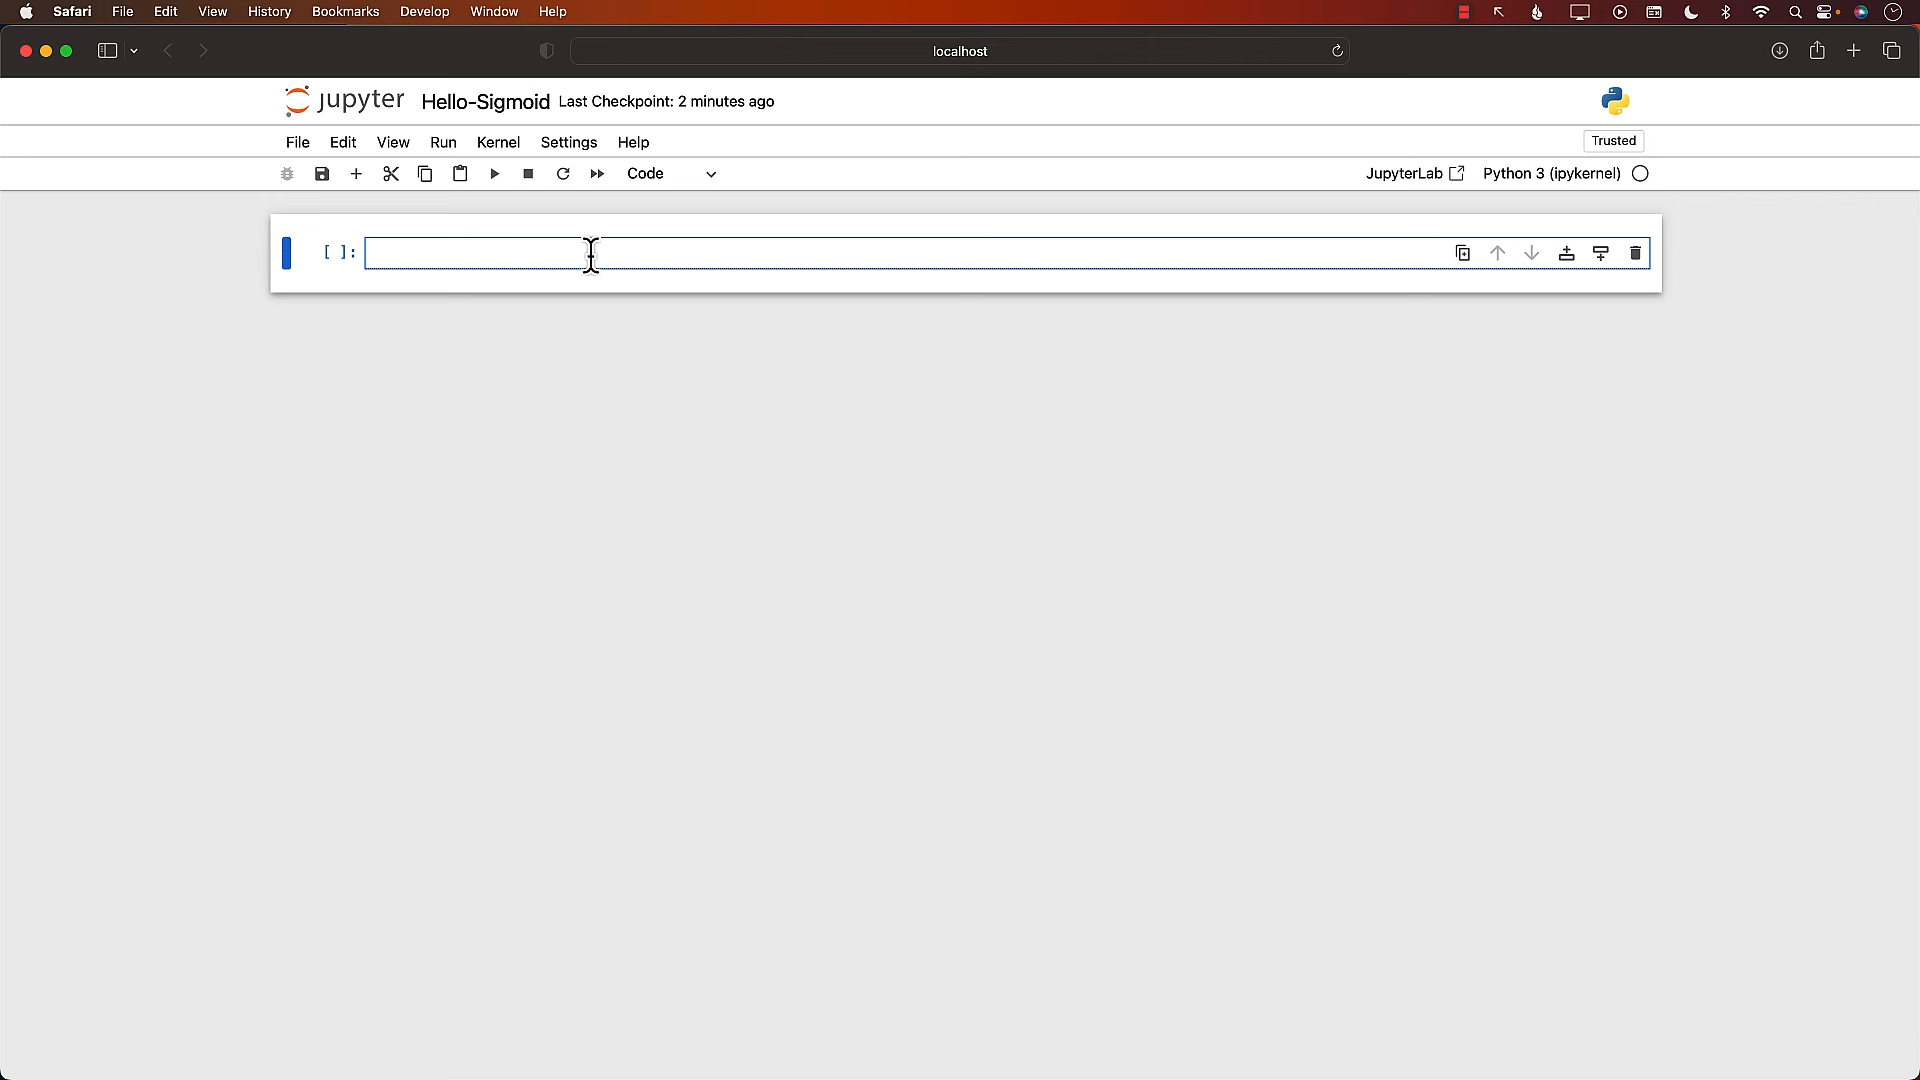 Safari File Edit View History Bookmarks Develop Window Help
localhost
jupyter Hello-Sigmoid Last Checkpoint: 2 minutes ago
File Edit View Run Kernel Settings Help
Trusted
Code
JupyterLab Python 3 (ipykernel)
[ ]: